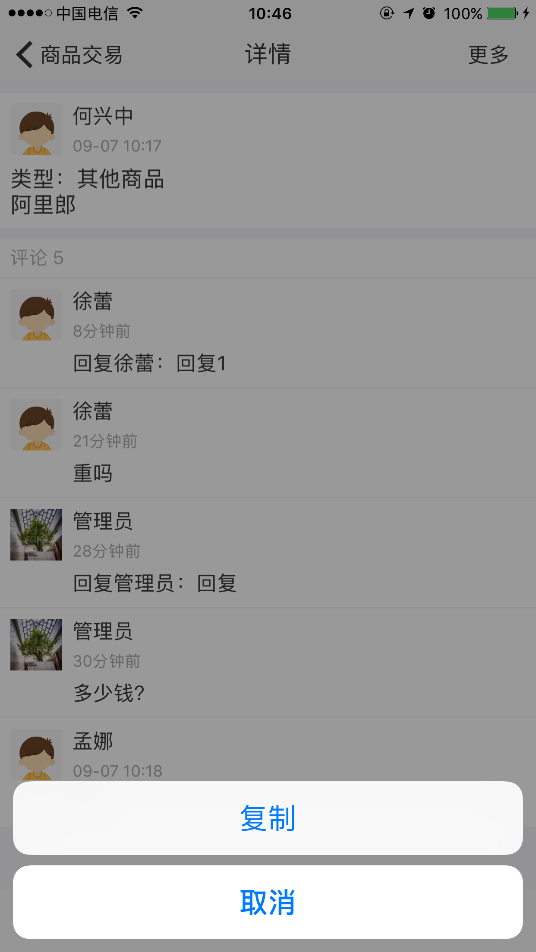 中国电信 10:46 100%
商品交易 详情 更多
何兴中
09-07 10:17
类型：其他商品
阿里郎
评论 5
徐蕾
8分钟前
回复徐蕾：回复1
徐蕾
21分钟前
重吗
管理员
28分钟前
回复管理员：回复
管理员
30分钟前
多少钱?
孟娜
09-07 10:18
复制
取消